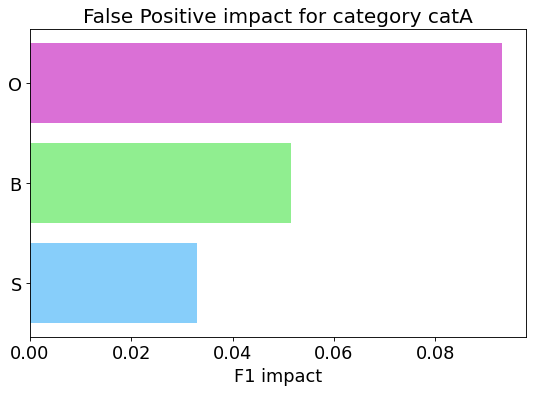 False Positive impact for category catA
O
B
S
0.00 0.02 0.04 0.06 0.08
F1 impact